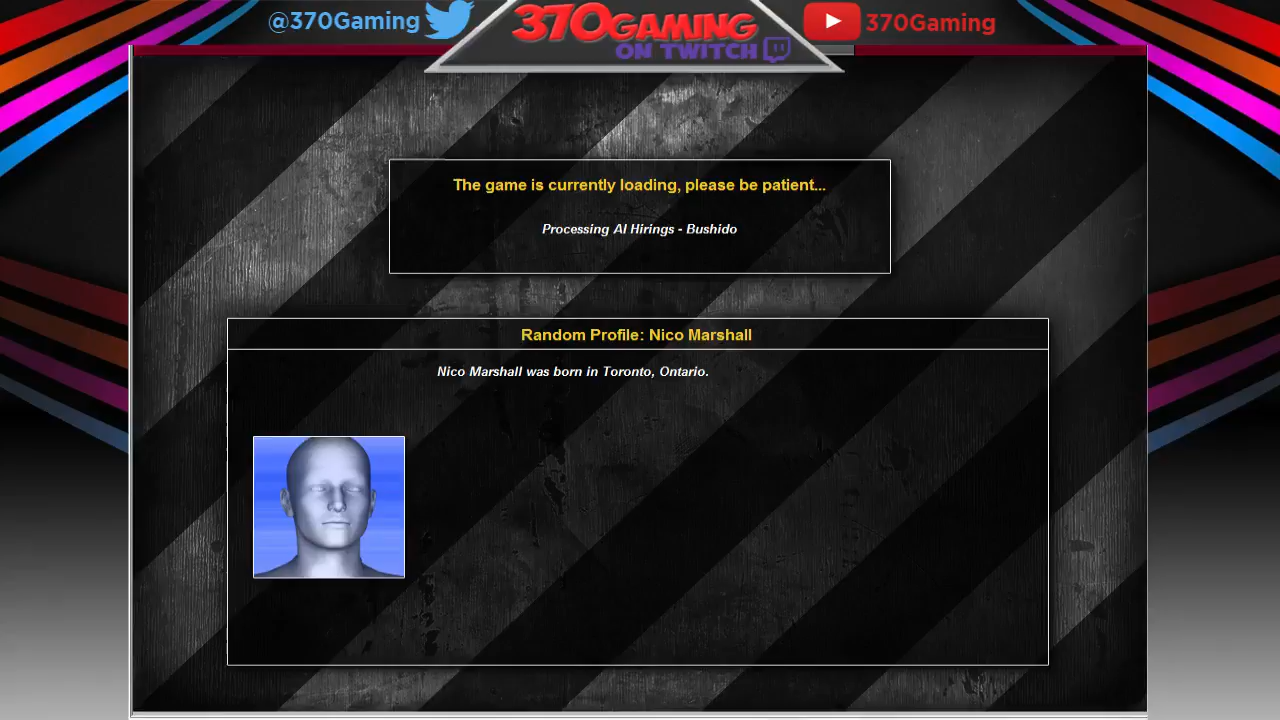 @370Gaming
370GAMING
ON TWITCH
370Gaming
The game is currently loading, please be patient...
Processing AI Hirings - Bushido
Random Profile: Nico Marshall
Nico Marshall was born in Toronto, Ontario.